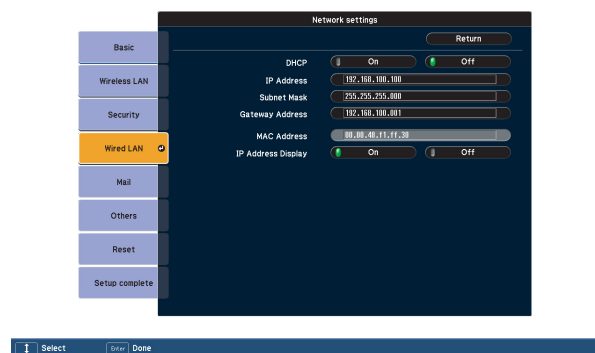 Network settings
Return
Basic
DHCP On Off
Wireless LAN
IP Address 192.168.100.100
Subnet Mask 255.255.255.000
Security
Gateway Address 192.168.100.001
MAC Address 00.00.48.f1.ff.30
Wired LAN
IP Address Display On Off
Mail
Others
Reset
Setup complete
Select Enter Done